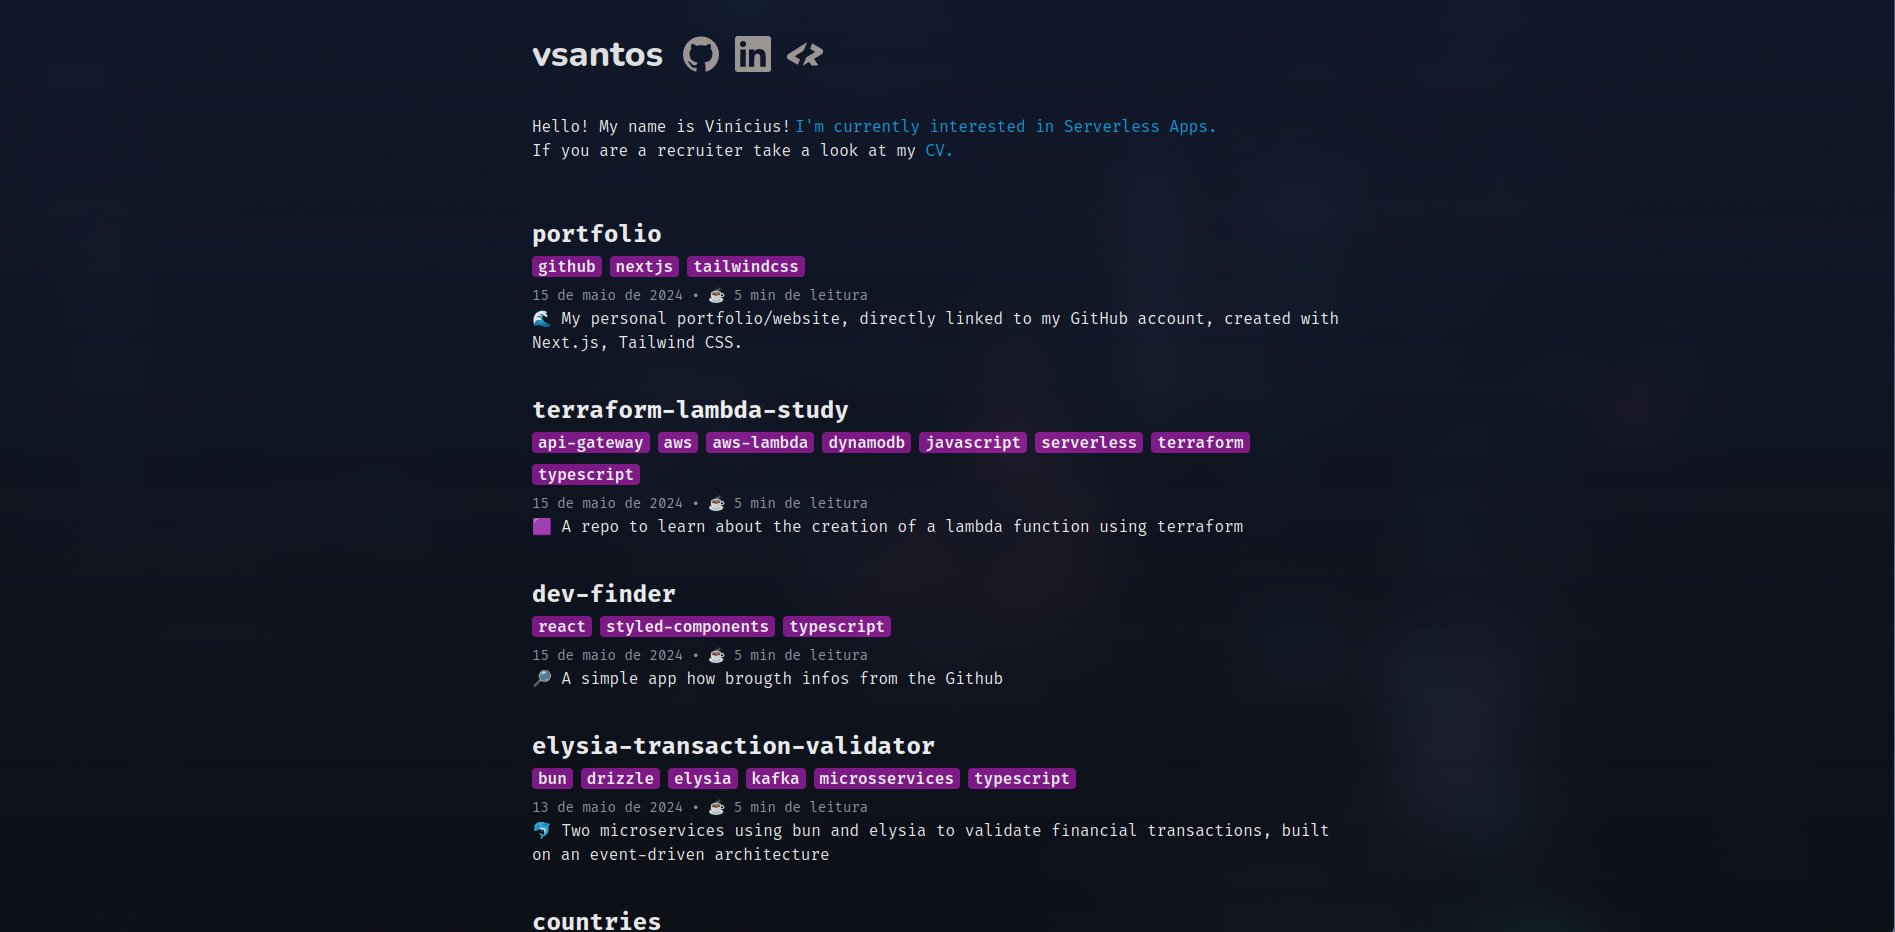 vsantos
Hello! My name is Vinícius! I'm currently interested in Serverless Apps.
If you are a recruiter take a look at my CV.
portfolio
github nextjs tailwindcss
15 de maio de 2024 • ☕ 5 min de leitura
🌊 My personal portfolio/website, directly linked to my GitHub account, created with
Next.js, Tailwind CSS.
terraform-lambda-study
api-gateway aws aws-lambda dynamodb javascript serverless terraform
typescript
15 de maio de 2024 • ☕ 5 min de leitura
🟪 A repo to learn about the creation of a lambda function using terraform
dev-finder
react styled-components typescript
15 de maio de 2024 • ☕ 5 min de leitura
🔎 A simple app how brougth infos from the Github
elysia-transaction-validator
bun drizzle elysia kafka microsservices typescript
13 de maio de 2024 • ☕ 5 min de leitura
🐬 Two microservices using bun and elysia to validate financial transactions, built
on an event-driven architecture
countries